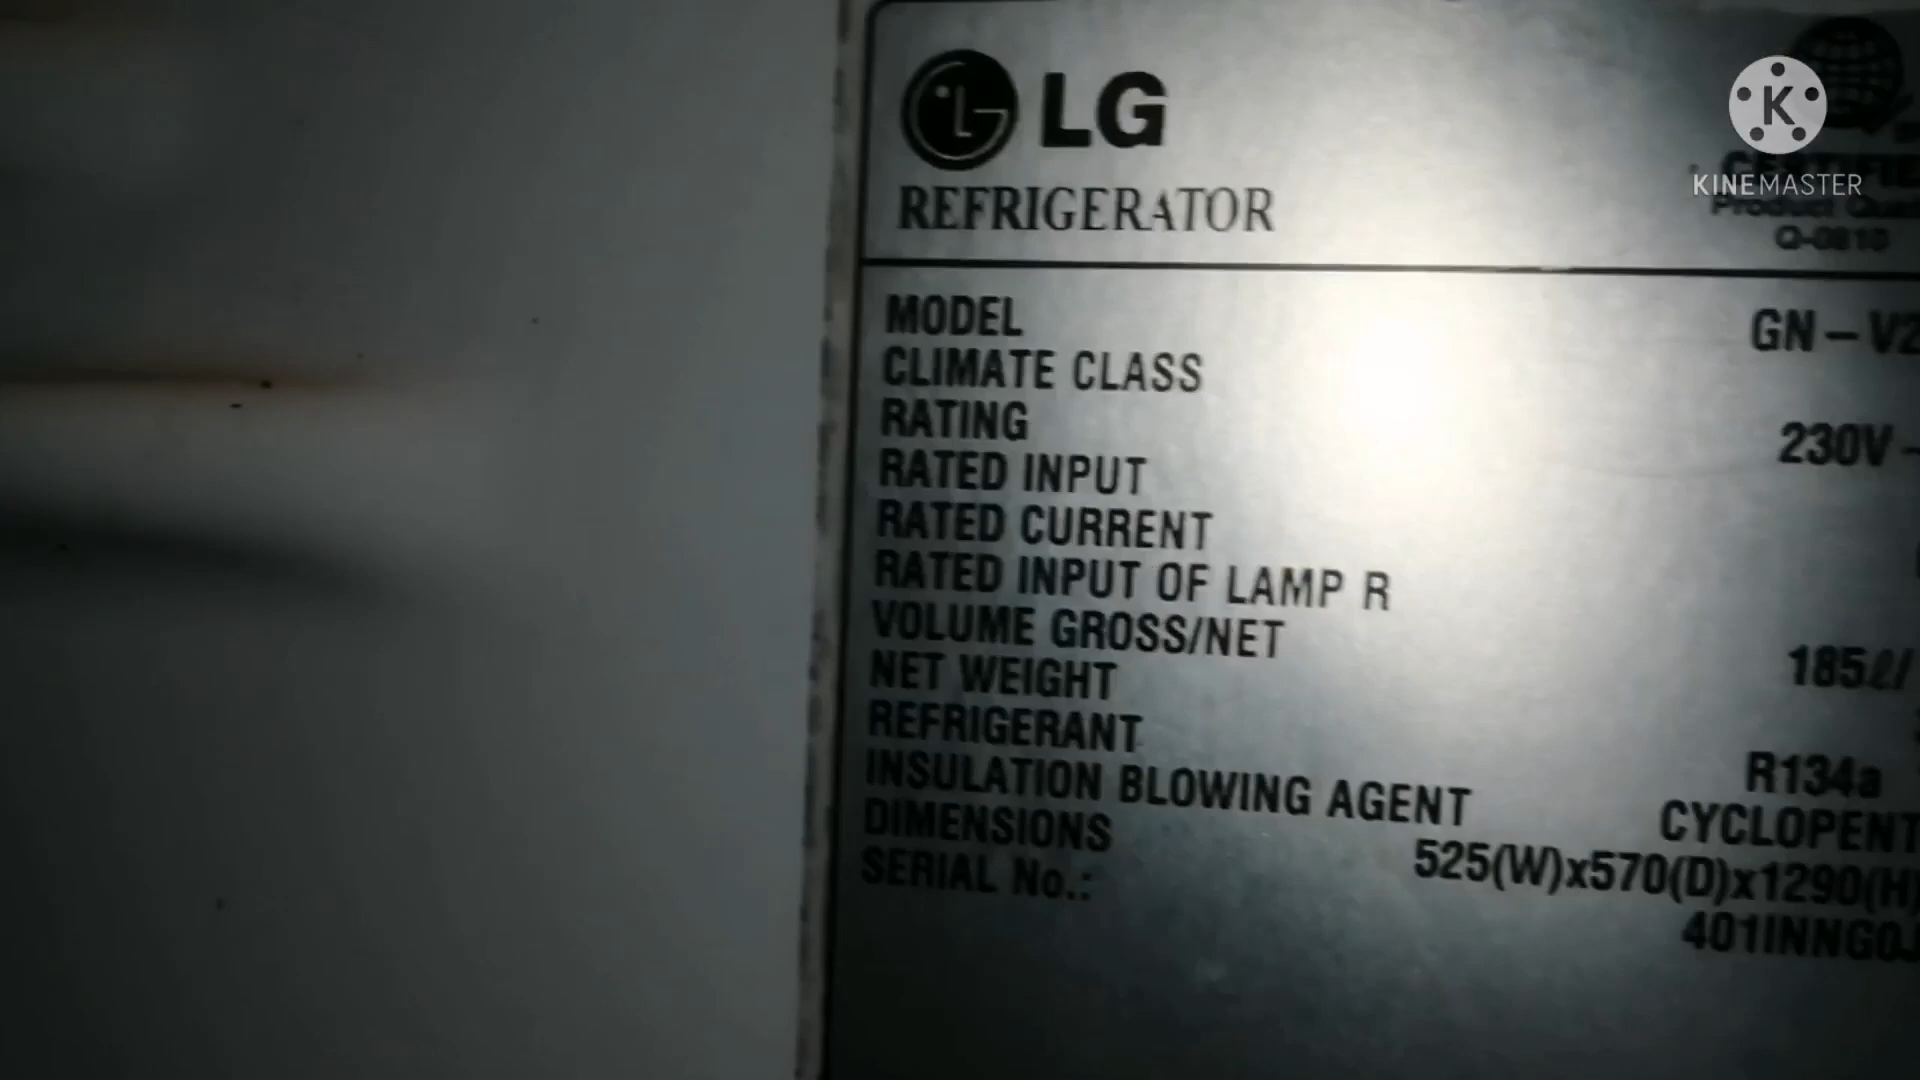 LG
REFRIGERATOR
KINEMASTER
Q-0810
MODEL GN-V2
CLIMATE CLASS
RATING 230V-
RATED INPUT
RATED CURRENT
RATED INPUT OF LAMP R
VOLUME GROSS/NET 185ℓ/
NET WEIGHT
REFRIGERANT R134a
INSULATION BLOWING AGENT CYCLOPENT
DIMENSIONS 525(W)x570(D)x1290(H)
SERIAL No.: 401INNG0J